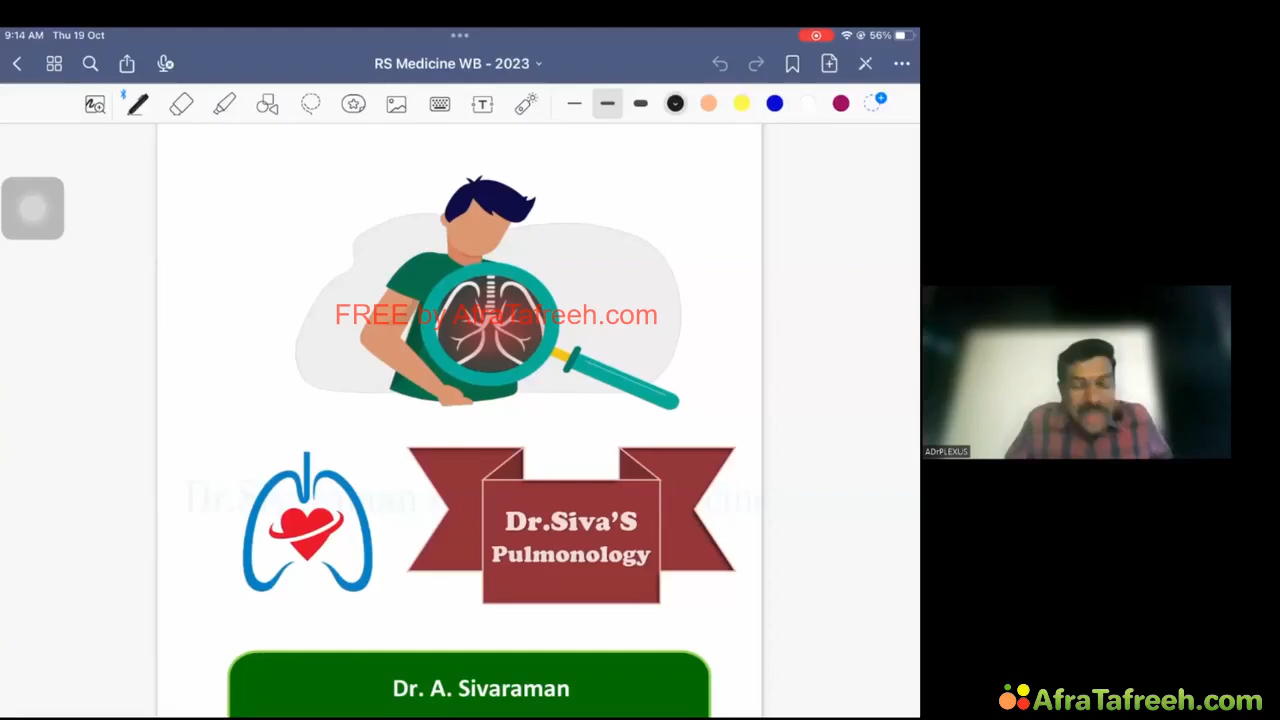 9:14 AM Thu 19 Oct
56%
RS Medicine WB - 2023
T
FREE by AfraTafreeh.com
Dr.Siva'S
Pulmonology
Dr. A. Sivaraman
ADrPLEXUS
AfraTafreeh.com